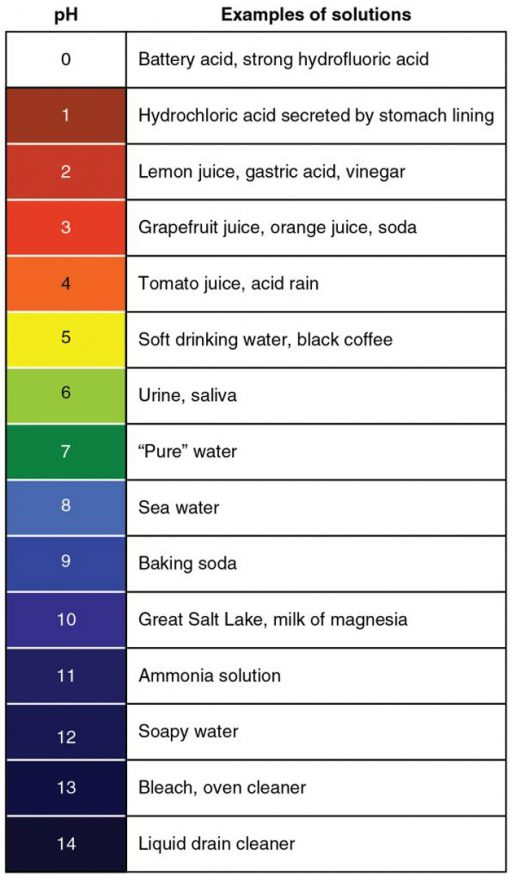 pH Examples of solutions
0 Battery acid, strong hydrofluoric acid
1 Hydrochloric acid secreted by stomach lining
2 Lemon juice, gastric acid, vinegar
3 Grapefruit juice, orange juice, soda
4 Tomato juice, acid rain
5 Soft drinking water, black coffee
6 Urine, saliva
7 “Pure” water
8 Sea water
9 Baking soda
10 Great Salt Lake, milk of magnesia
11 Ammonia solution
12 Soapy water
13 Bleach, oven cleaner
14 Liquid drain cleaner